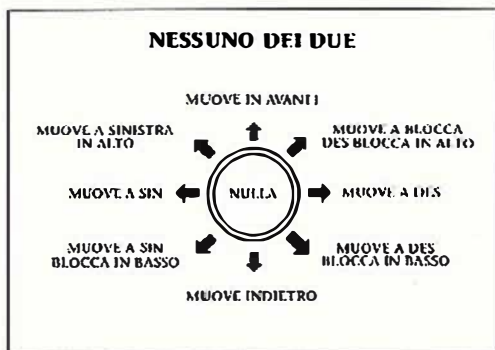 NESSUNO DEI DUE
MUOVE IN AVANTI
MUOVE A SINISTRA
IN ALTO
MUOVE A BLOCCA
DES BLOCCA IN ALTO
MUOVE A SIN
NULLA
MUOVE A DES
MUOVE A SIN
BLOCCA IN BASSO
MUOVE A DES
BLOCCA IN BASSO
MUOVE INDIETRO